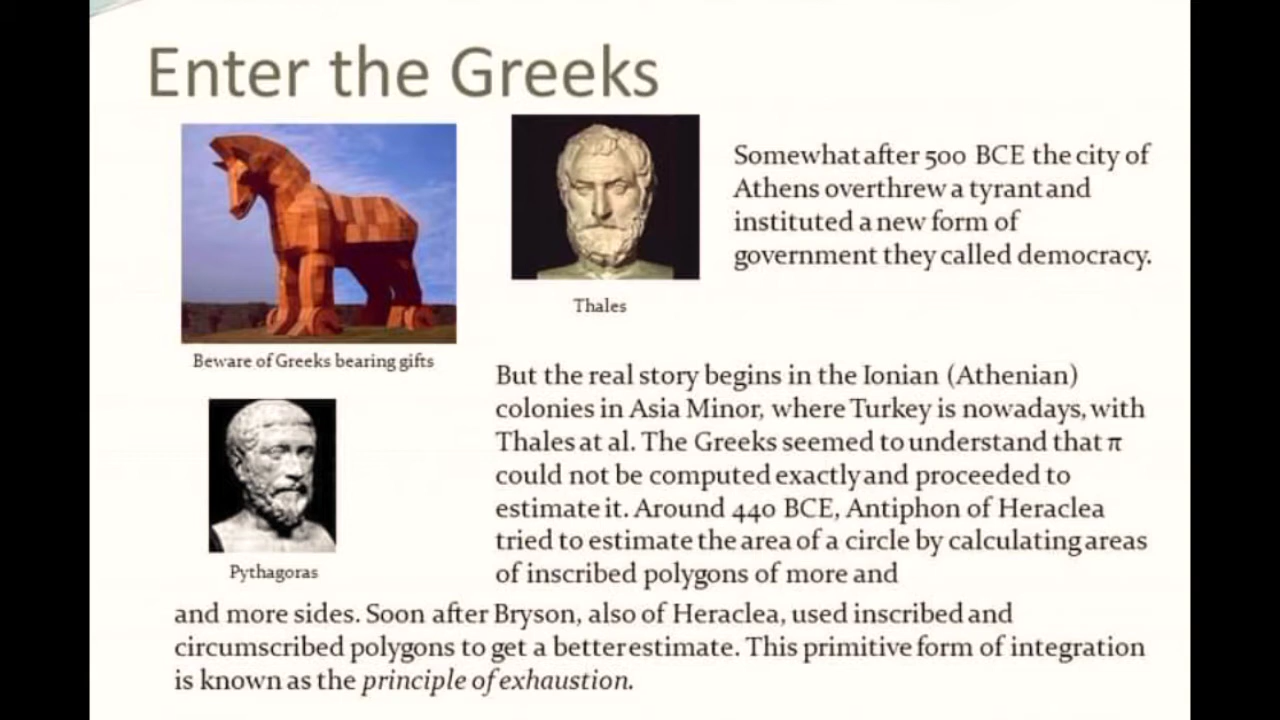 Enter the Greeks
Somewhat after 500 BCE the city of
Athens overthrew a tyrant and
instituted a new form of
government they called democracy.
Thales
Beware of Greeks bearing gifts
But the real story begins in the Ionian (Athenian)
colonies in Asia Minor, where Turkey is nowadays, with
Thales at al. The Greeks seemed to understand that π
could not be computed exactly and proceeded to
estimate it. Around 440 BCE, Antiphon of Heraclea
tried to estimate the area of a circle by calculating areas
of inscribed polygons of more and
Pythagoras
and more sides. Soon after Bryson, also of Heraclea, used inscribed and
circumscribed polygons to get a better estimate. This primitive form of integration
is known as the principle of exhaustion.